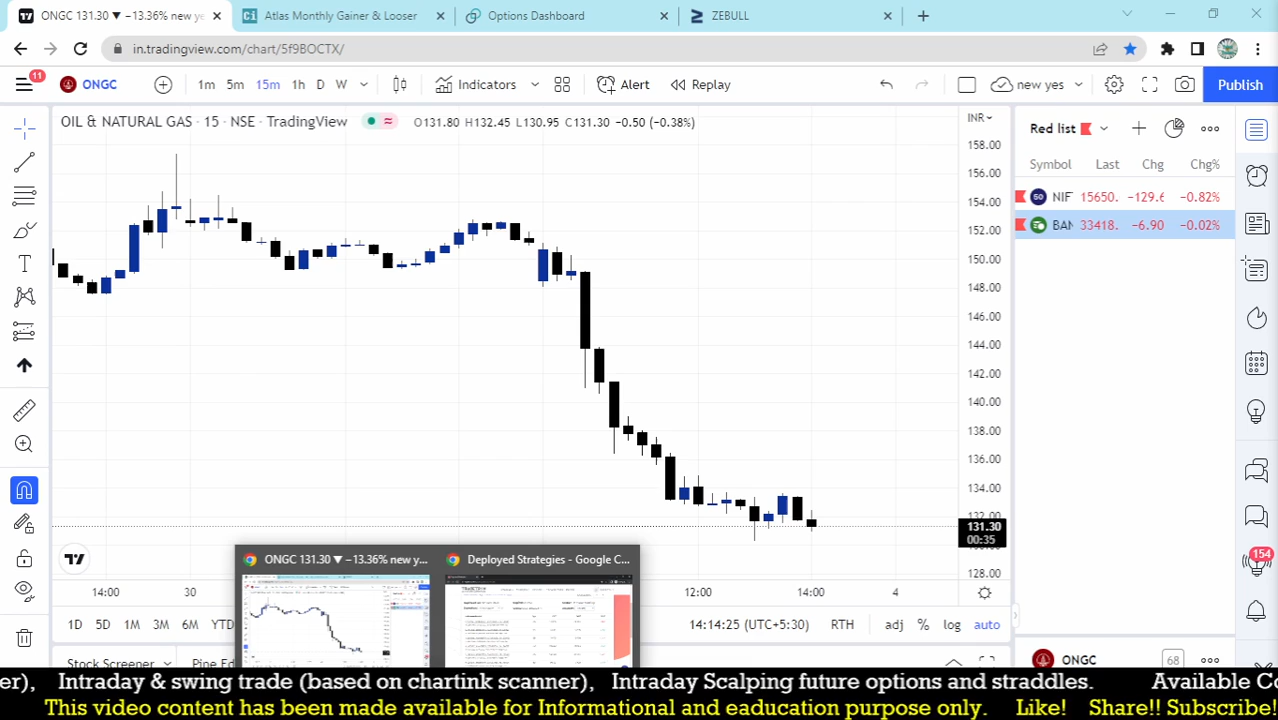 ONGC 131.30 ▼ −13.36% new ye
Atlas Monthly Gainer & Looser
Options Dashboard
ZEBULL
in.tradingview.com/chart/5f9BOCTX/
11
ONGC
1m 5m 15m 1h D W
Indicators
Alert
Replay
new yes
Publish
OIL & NATURAL GAS · 15 · NSE · TradingView
O131.80 H132.45 L130.95 C131.30 −0.50 (−0.38%)
INR
Red list
Symbol Last Chg Chg%
50 NIF 15650. -129.6 −0.82%
BAN 33418. −6.90 −0.02%
158.00
156.00
154.00
152.00
150.00
148.00
146.00
144.00
142.00
140.00
138.00
136.00
134.00
132.00
131.30
00:35
128.00
154
ONGC 131.30 ▼ −13.36% new y...
Deployed Strategies - Google C...
14:00 30 12:00 14:00 4
1D 5D 1M 3M 6M YTD
14:14:25 (UTC+5:30) RTH adj % log auto
ONGC 68
er), Intraday & swing trade (based on chartink scanner), Intraday Scalping future options and straddles. Available Co
This video content has been made available for Informational and eaducation purpose only. Like! Share!! Subscribe!